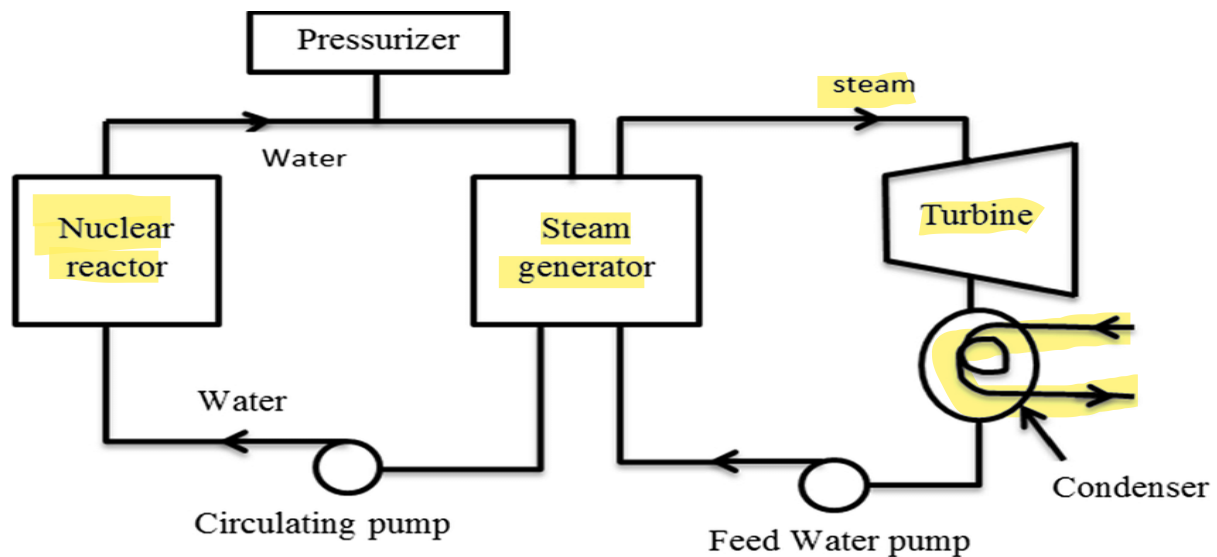 Pressurizer
steam
Water
Nuclear
reactor
Steam
generator
Turbine
Water
Circulating pump
Condenser
Feed Water pump